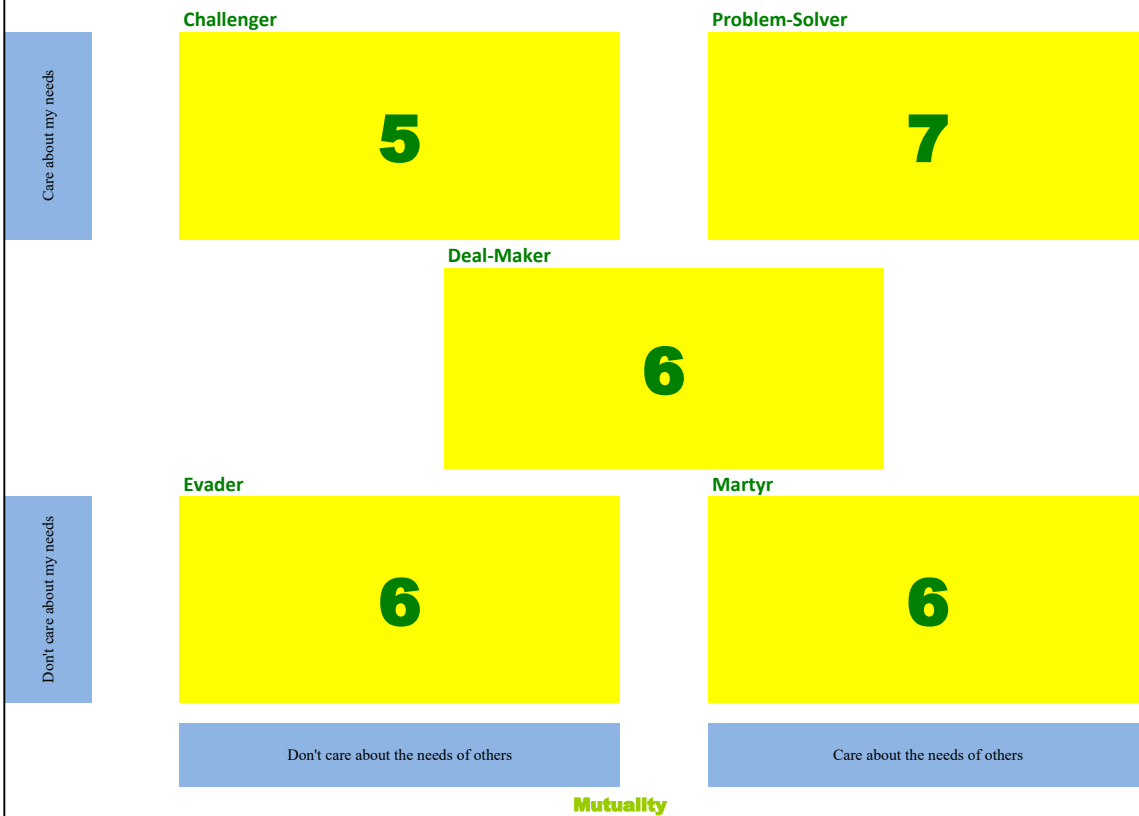 Challenger
Problem-Solver
Care about my needs
5
7
Deal-Maker
6
Evader
Martyr
Don't care about my needs
6
6
Don't care about the needs of others
Care about the needs of others
Mutuality